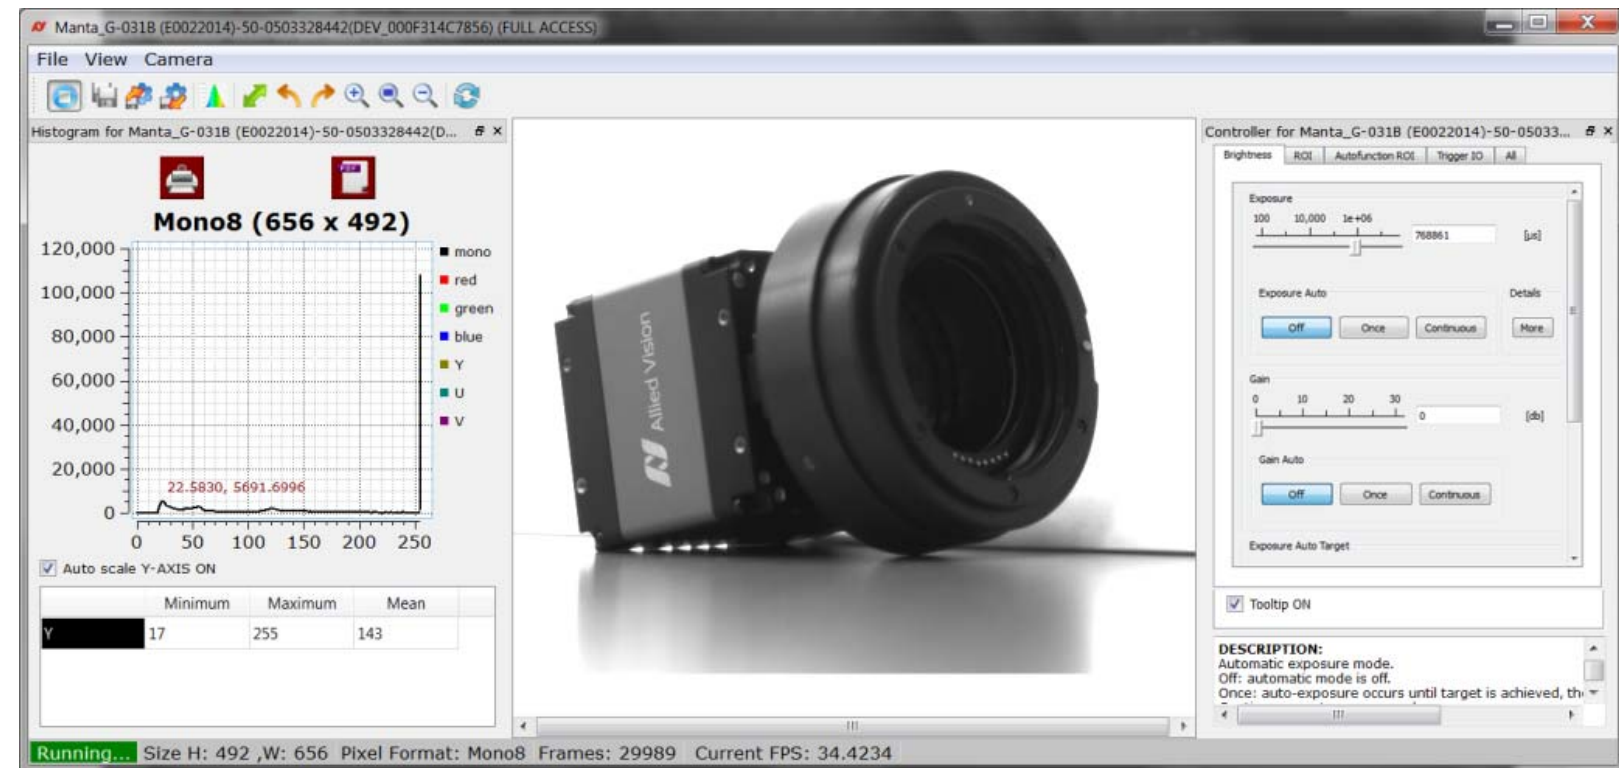 Manta_G-031B (E0022014)-50-0503328442(DEV_000F314C7856) (FULL ACCESS)
File View Camera
Histogram for Manta_G-031B (E0022014)-50-0503328442(D...
PDF
Mono8 (656 x 492)
120,000
100,000
80,000
60,000
40,000
20,000
0
22.5830, 5691.6996
0 50 100 150 200 250
mono
red
green
blue
Y
U
V
Auto scale Y-AXIS ON
Minimum Maximum Mean
Y 17 255 143
Allied Vision
Controller for Manta_G-031B (E0022014)-50-05033...
Brightness ROI Autofunction ROI Trigger IO All
Exposure
100 10,000 1e+06
768861 [µs]
Exposure Auto Details
Off Once Continuous More
Gain
0 10 20 30
0 [db]
Gain Auto
Off Once Continuous
Exposure Auto Target
Tooltip ON
DESCRIPTION:
Automatic exposure mode.
Off: automatic mode is off.
Once: auto-exposure occurs until target is achieved, the
Running... Size H: 492 ,W: 656 Pixel Format: Mono8 Frames: 29989 Current FPS: 34.4234